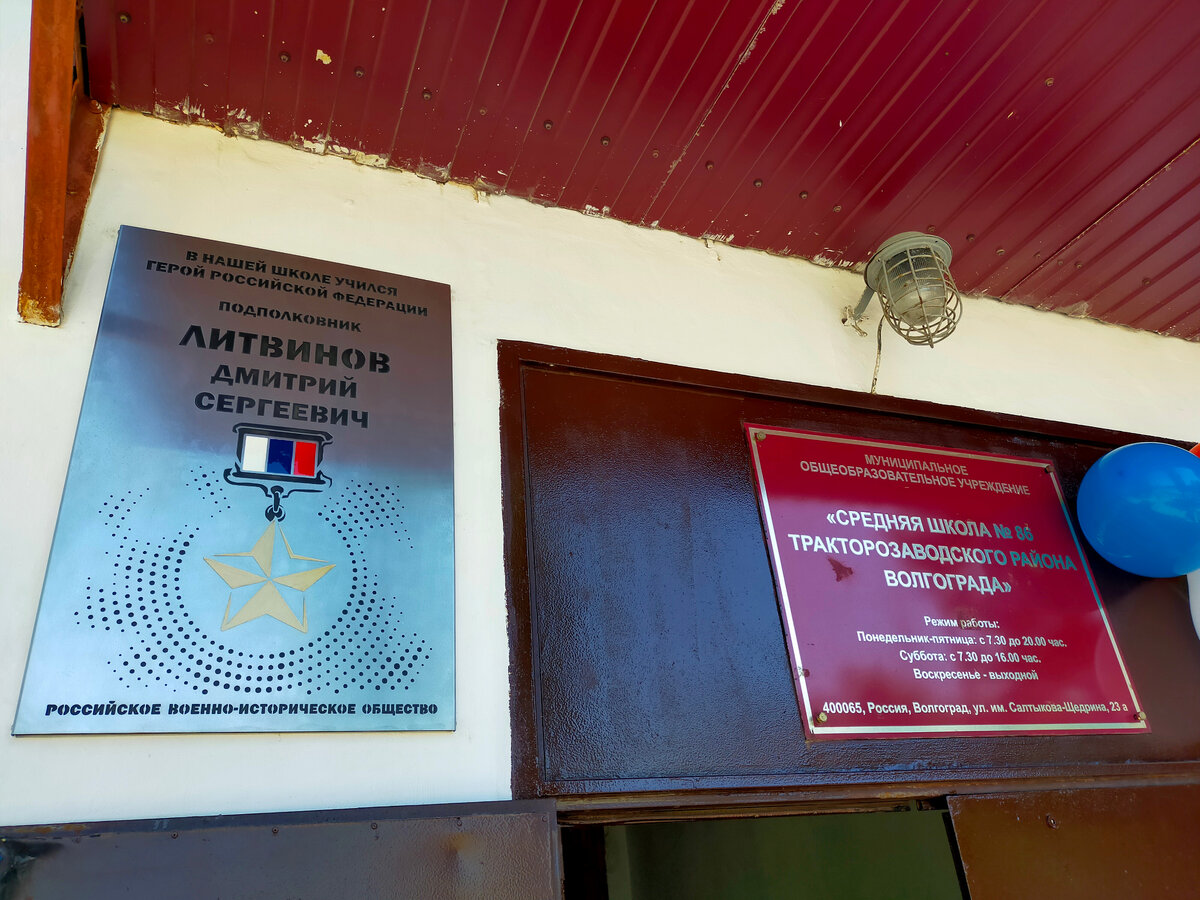 В НАШЕЙ ШКОЛЕ УЧИЛСЯ
ГЕРОЙ РОССИЙСКОЙ ФЕДЕРАЦИИ
ПОДПОЛКОВНИК
ЛИТВИНОВ
ДМИТРИЙ
СЕРГЕЕВИЧ
РОССИЙСКОЕ ВОЕННО-ИСТОРИЧЕСКОЕ ОБЩЕСТВО
МУНИЦИПАЛЬНОЕ
ОБЩЕОБРАЗОВАТЕЛЬНОЕ УЧРЕЖДЕНИЕ
«СРЕДНЯЯ ШКОЛА № 86
ТРАКТОРОЗАВОДСКОГО РАЙОНА
ВОЛГОГРАДА»
Режим работы:
Понедельник-пятница: с 7.30 до 20.00 час.
Суббота: с 7.30 до 16.00 час.
Воскресенье - выходной
400065, Россия, Волгоград, ул. им. Салтыкова-Щедрина, 23 а